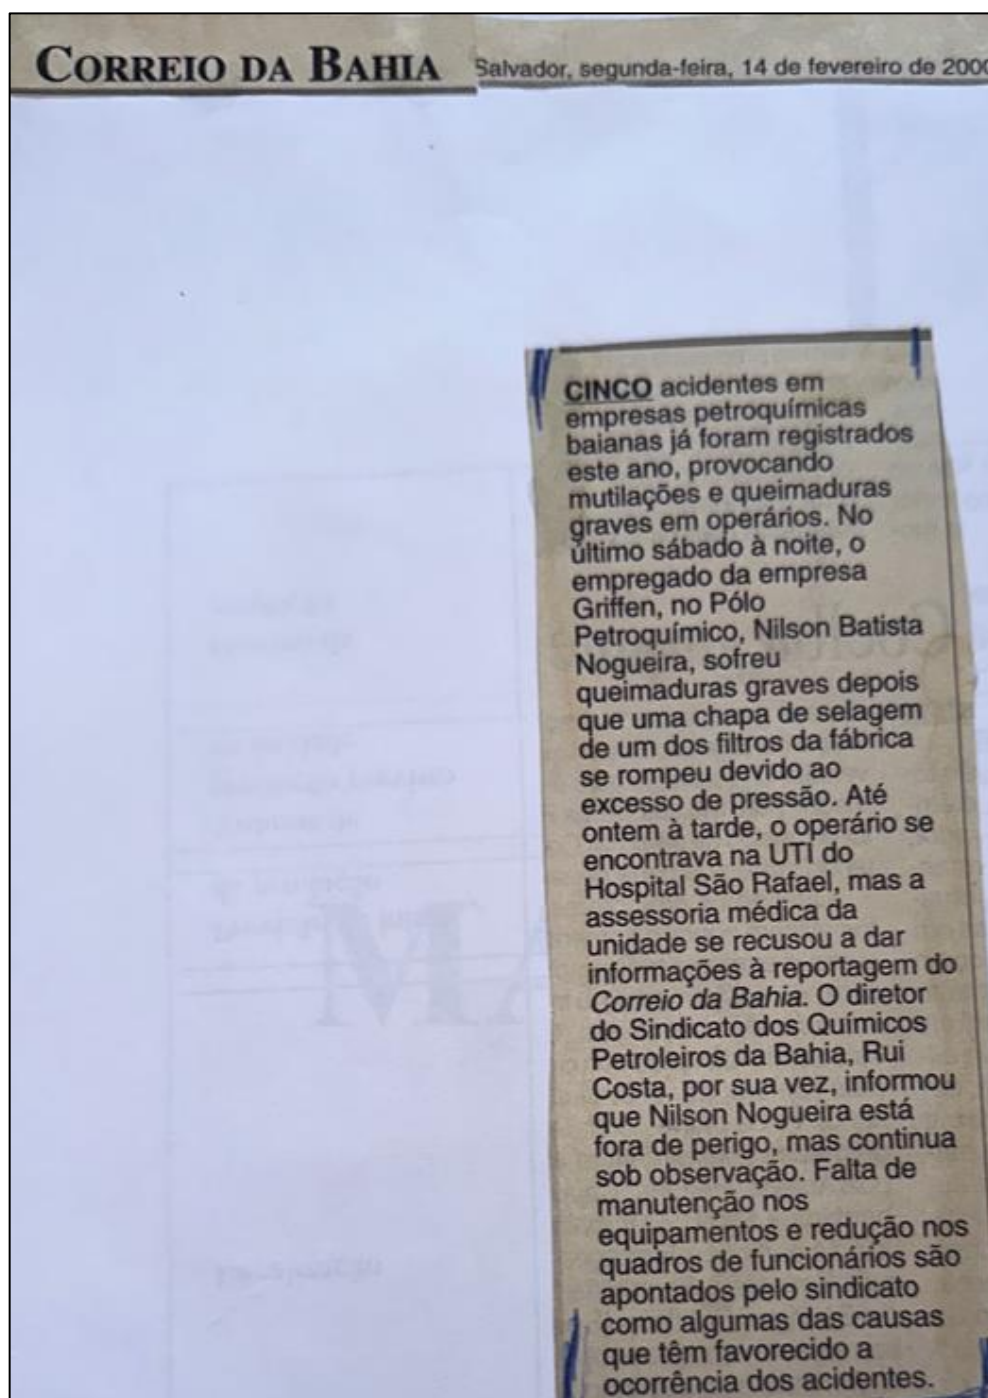 CORREIO DA BAHIA Salvador, segunda-feira, 14 de fevereiro de 2000
CINCO acidentes em
empresas petroquímicas
baianas já foram registrados
este ano, provocando
mutilações e queimaduras
graves em operários. No
último sábado à noite, o
empregado da empresa
Griffen, no Pólo
Petroquímico, Nilson Batista
Nogueira, sofreu
queimaduras graves depois
que uma chapa de selagem
de um dos filtros da fábrica
se rompeu devido ao
excesso de pressão. Até
ontem à tarde, o operário se
encontrava na UTI do
Hospital São Rafael, mas a
assessoria médica da
unidade se recusou a dar
informações à reportagem do
Correio da Bahia. O diretor
do Sindicato dos Químicos
Petroleiros da Bahia, Rui
Costa, por sua vez, informou
que Nilson Nogueira está
fora de perigo, mas continua
sob observação. Falta de
manutenção nos
equipamentos e redução nos
quadros de funcionários são
apontados pelo sindicato
como algumas das causas
que têm favorecido a
ocorrência dos acidentes.